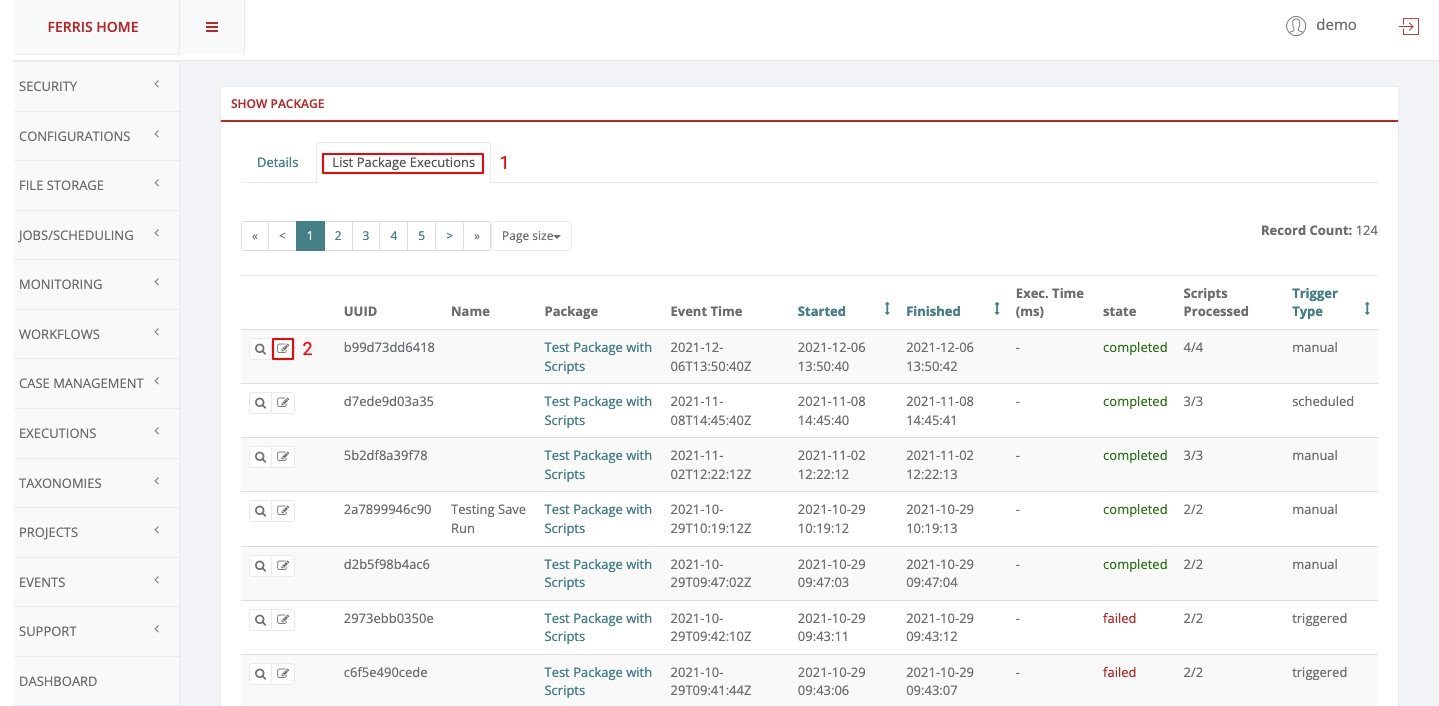 FERRIS HOME
demo
SECURITY
CONFIGURATIONS
FILE STORAGE
JOBS/SCHEDULING
MONITORING
WORKFLOWS
CASE MANAGEMENT
EXECUTIONS
TAXONOMIES
PROJECTS
EVENTS
SUPPORT
DASHBOARD
SHOW PACKAGE
Details List Package Executions 1
« < 1 2 3 4 5 > » Page size
Record Count: 124
UUID Name Package Event Time Started Finished Exec. Time (ms) state Scripts Processed Trigger Type
2 b99d73dd6418 Test Package with 2021-12- 2021-12-06 2021-12-06 - completed 4/4 manual
Scripts 06T13:50:40Z 13:50:40 13:50:42
d7ede9d03a35 Test Package with 2021-11- 2021-11-08 2021-11-08 - completed 3/3 scheduled
Scripts 08T14:45:40Z 14:45:40 14:45:41
5b2df8a39f78 Test Package with 2021-11- 2021-11-02 2021-11-02 - completed 3/3 manual
Scripts 02T12:22:12Z 12:22:12 12:22:13
2a7899946c90 Testing Save Test Package with 2021-10- 2021-10-29 2021-10-29 - completed 2/2 manual
Run Scripts 29T10:19:12Z 10:19:12 10:19:13
d2b5f98b4ac6 Test Package with 2021-10- 2021-10-29 2021-10-29 - completed 2/2 manual
Scripts 29T09:47:02Z 09:47:03 09:47:04
2973ebb0350e Test Package with 2021-10- 2021-10-29 2021-10-29 - failed 2/2 triggered
Scripts 29T09:42:10Z 09:43:11 09:43:12
c6f5e490cede Test Package with 2021-10- 2021-10-29 2021-10-29 - failed 2/2 triggered
Scripts 29T09:41:44Z 09:43:06 09:43:07